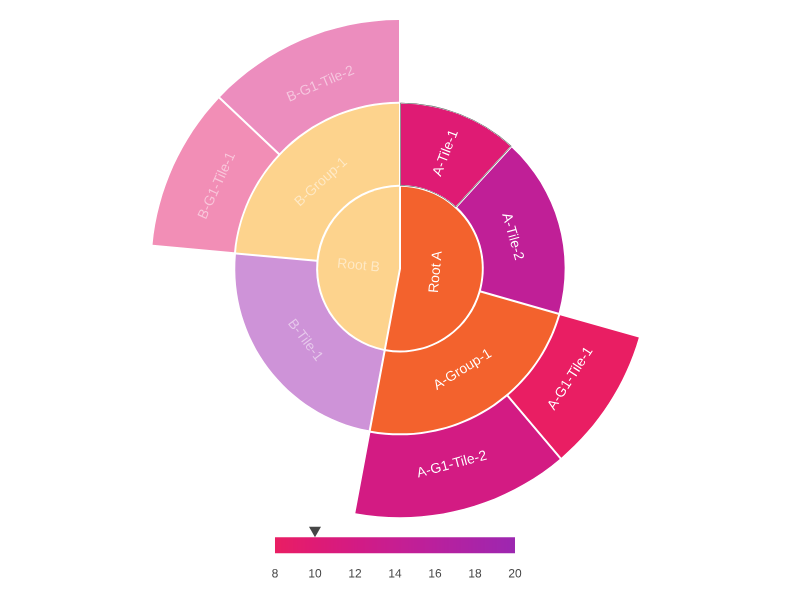 B-G1-Tile-2
A-Tile-1
B-G1-Tile-1
B-Group-1
A-Tile-2
Root B
Root A
B-Tile-1
A-Group-1
A-G1-Tile-1
A-G1-Tile-2
8 10 12 14 16 18 20